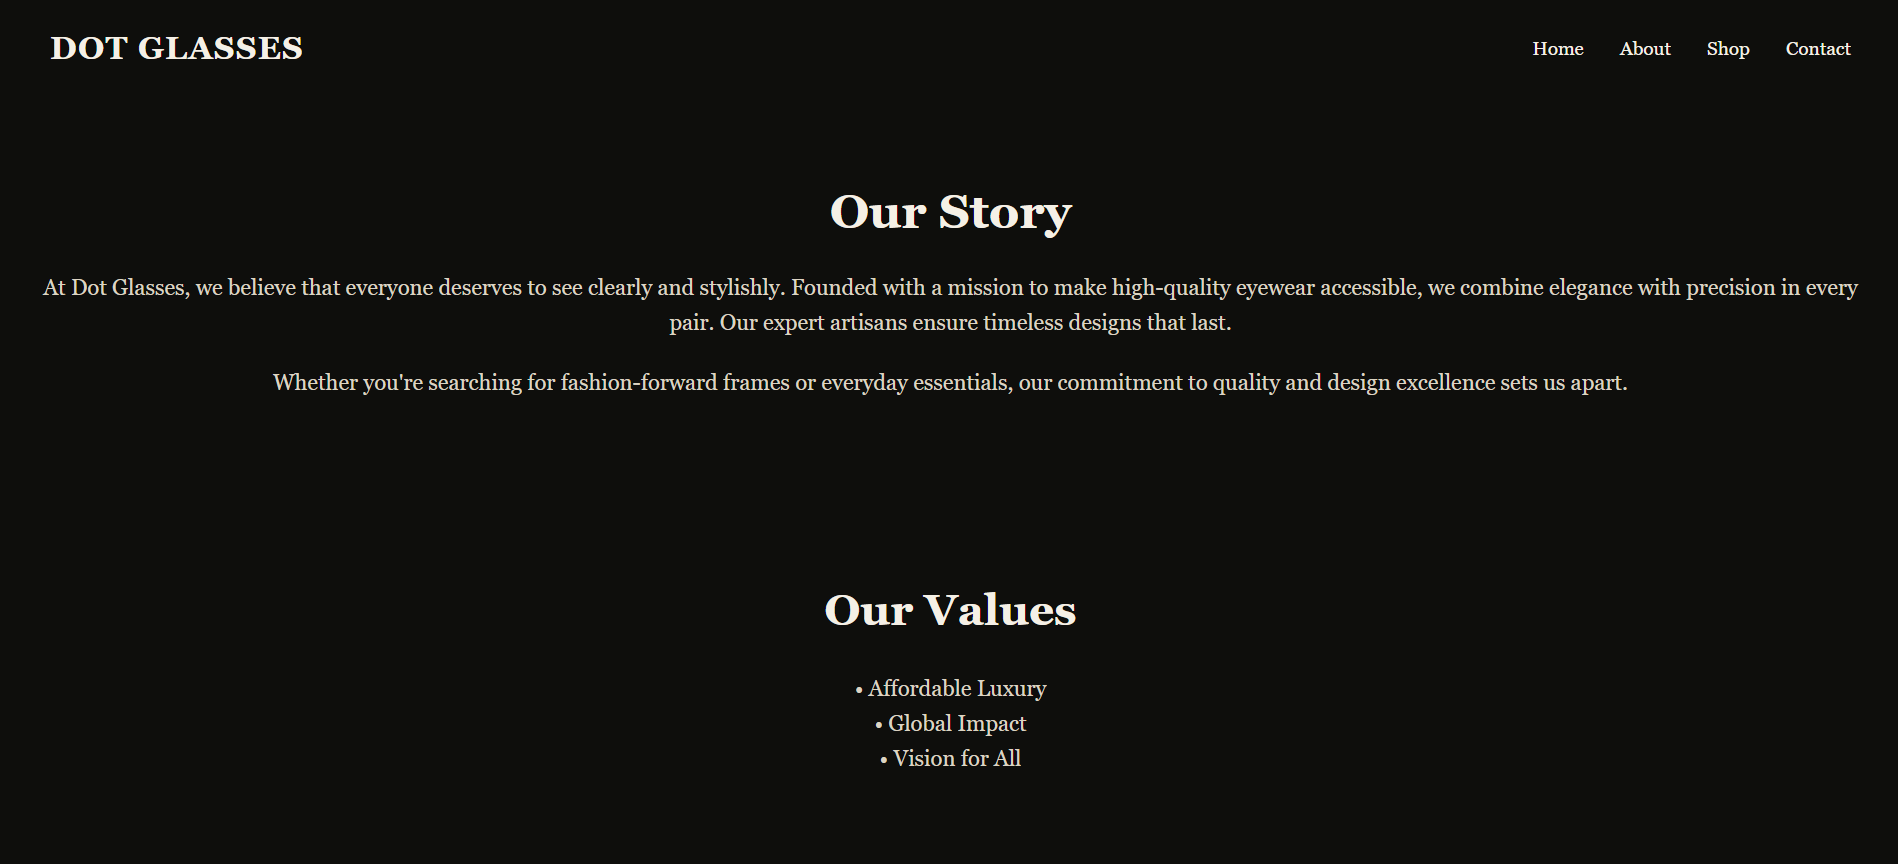 DOT GLASSES
Home About Shop Contact
Our Story
At Dot Glasses, we believe that everyone deserves to see clearly and stylishly. Founded with a mission to make high-quality eyewear accessible, we combine elegance with precision in every
pair. Our expert artisans ensure timeless designs that last.
Whether you're searching for fashion-forward frames or everyday essentials, our commitment to quality and design excellence sets us apart.
Our Values
• Affordable Luxury
• Global Impact
• Vision for All